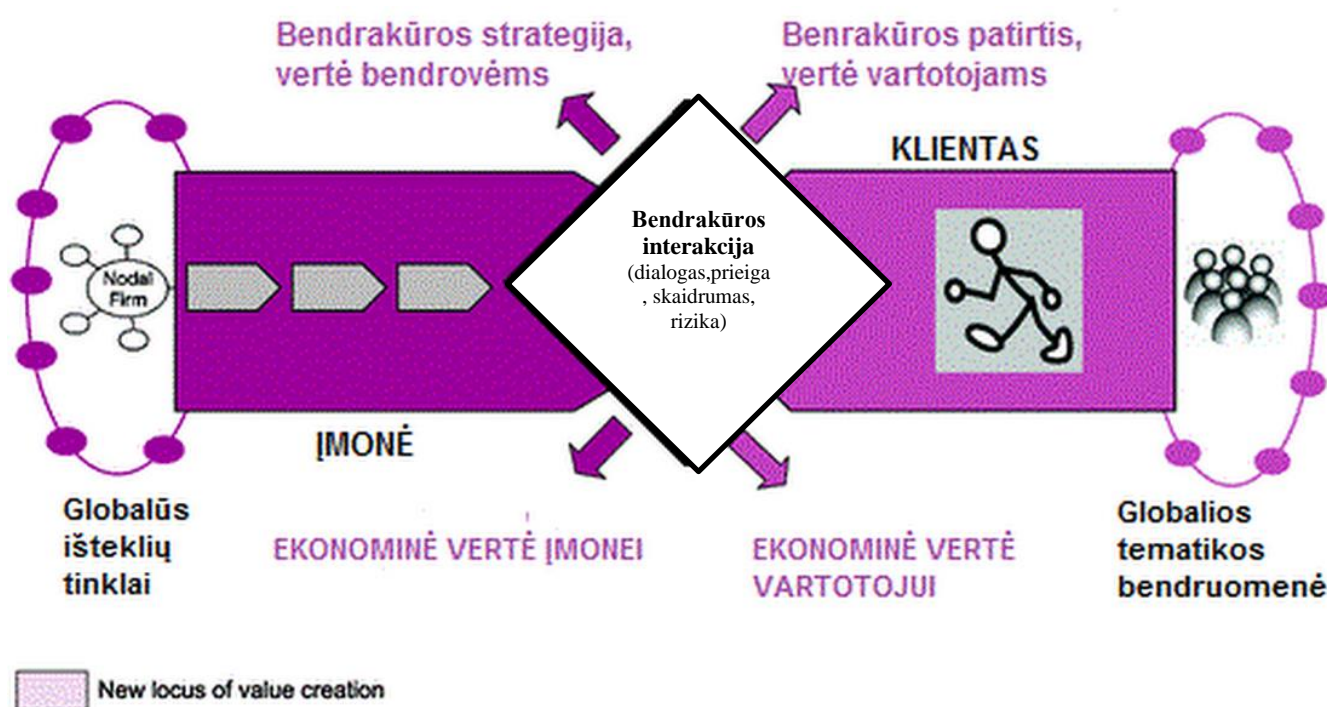 Bendrakūros strategija,
vertė bendrovėms
Benrakūros patirtis,
vertė vartotojams
KLIENTAS
Nodal
Firm
Bendrakūros
interakcija
(dialogas,prieiga
, skaidrumas,
rizika)
ĮMONĖ
Globalūs
išteklių
tinklai
EKONOMINĖ VERTĖ ĮMONEI
EKONOMINĖ VERTĖ
VARTOTOJUI
Globalios
tematikos
bendruomenė
New locus of value creation